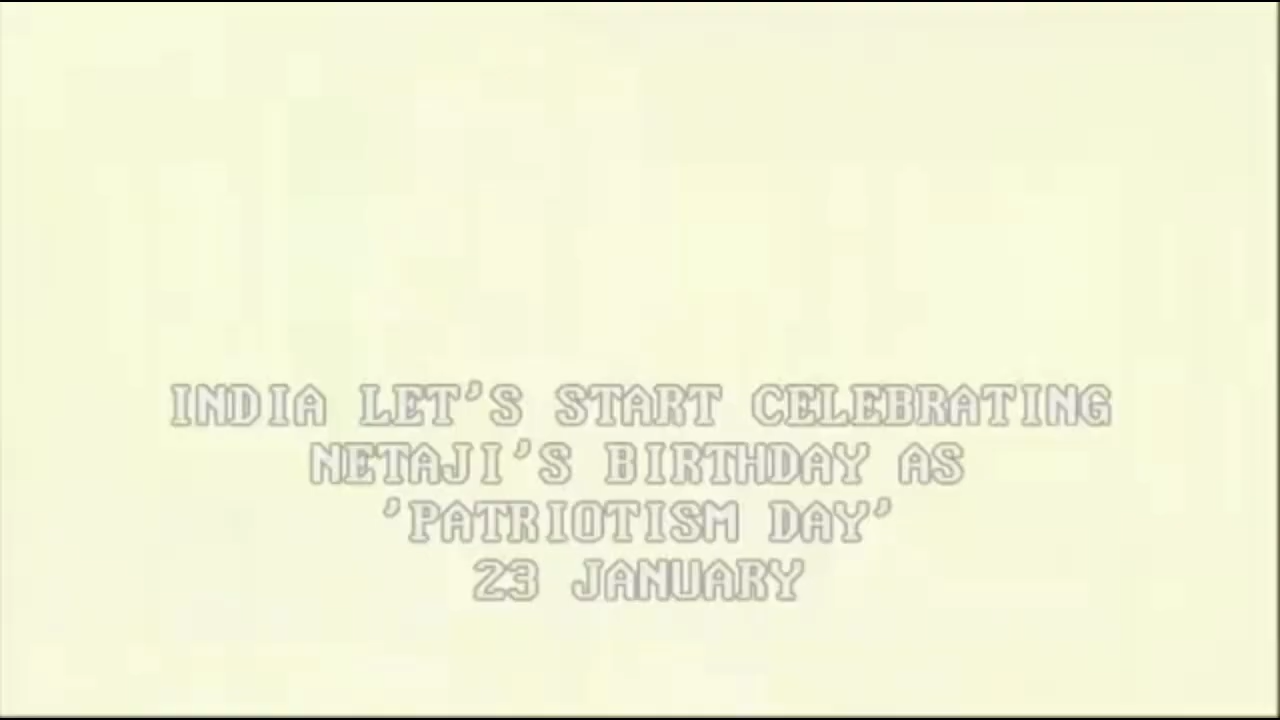 INDIA LET'S START CELEBRATING
NETAJI'S BIRTHDAY AS
'PATRIOTISM DAY'
23 JANUARY